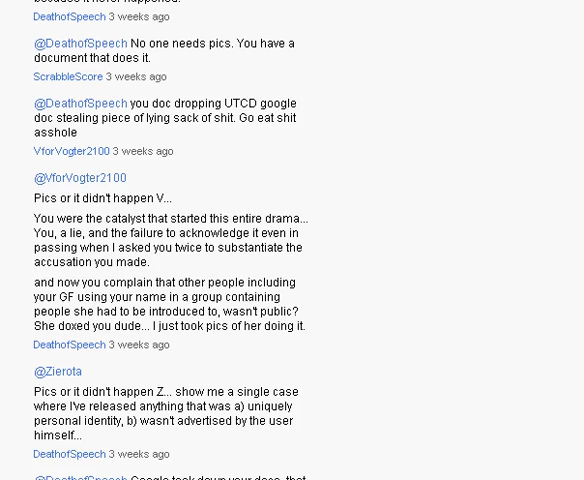 because it never happened.
DeathofSpeech 3 weeks ago
@DeathofSpeech No one needs pics. You have a
document that does it.
ScrabbleScore 3 weeks ago
@DeathofSpeech you doc dropping UTCD google
doc stealing piece of lying sack of shit. Go eat shit
asshole
VforVogter2100 3 weeks ago
@VforVogter2100
Pics or it didn't happen V...
You were the catalyst that started this entire drama...
You, a lie, and the failure to acknowledge it even in
passing when I asked you twice to substantiate the
accusation you made.
and now you complain that other people including
your GF using your name in a group containing
people she had to be introduced to, wasn't public?
She doxed you dude... I just took pics of her doing it.
DeathofSpeech 3 weeks ago
@Zierota
Pics or it didn't happen Z... show me a single case
where I've released anything that was a) uniquely
personal identity, b) wasn't advertised by the user
himself...
DeathofSpeech 3 weeks ago
@DeathofSpeech Google took down your docs, that